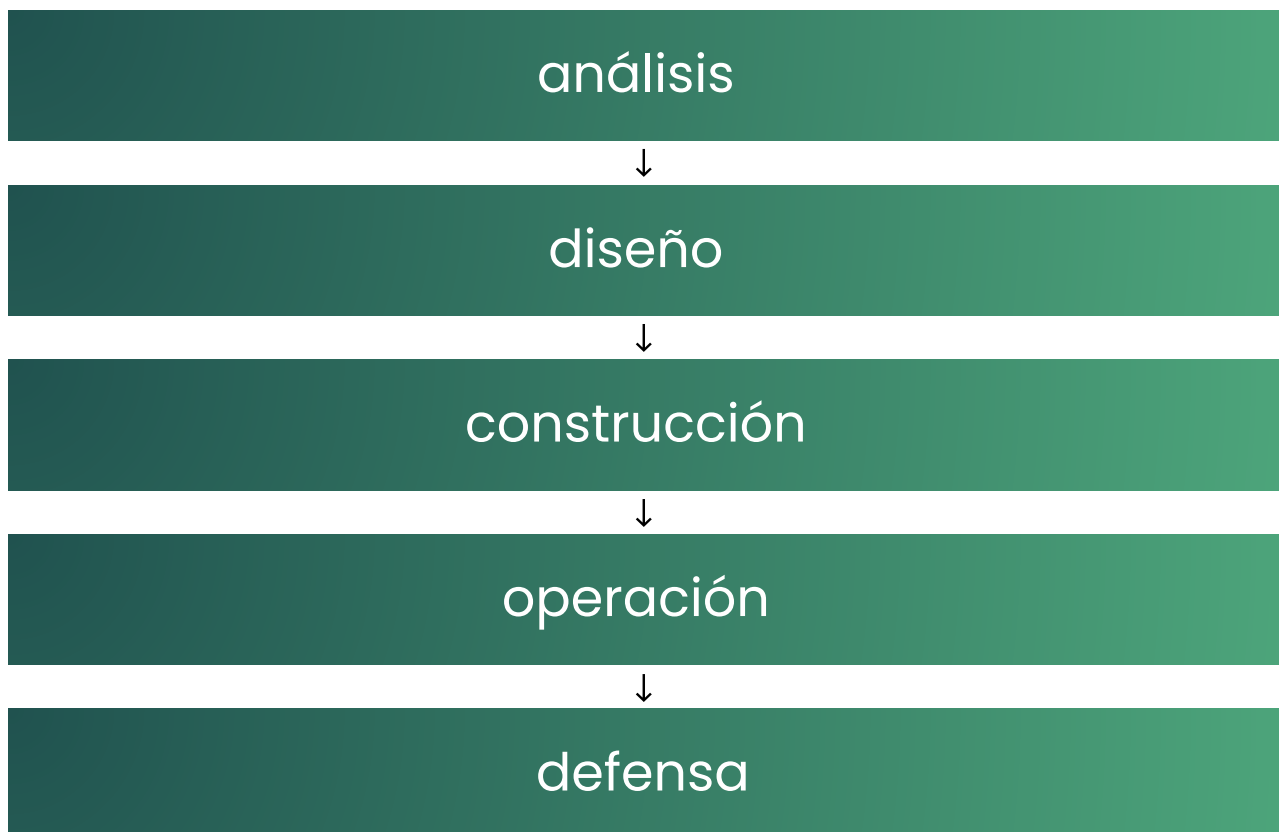 análisis
↓
diseño
↓
construcción
↓
operación
↓
defensa